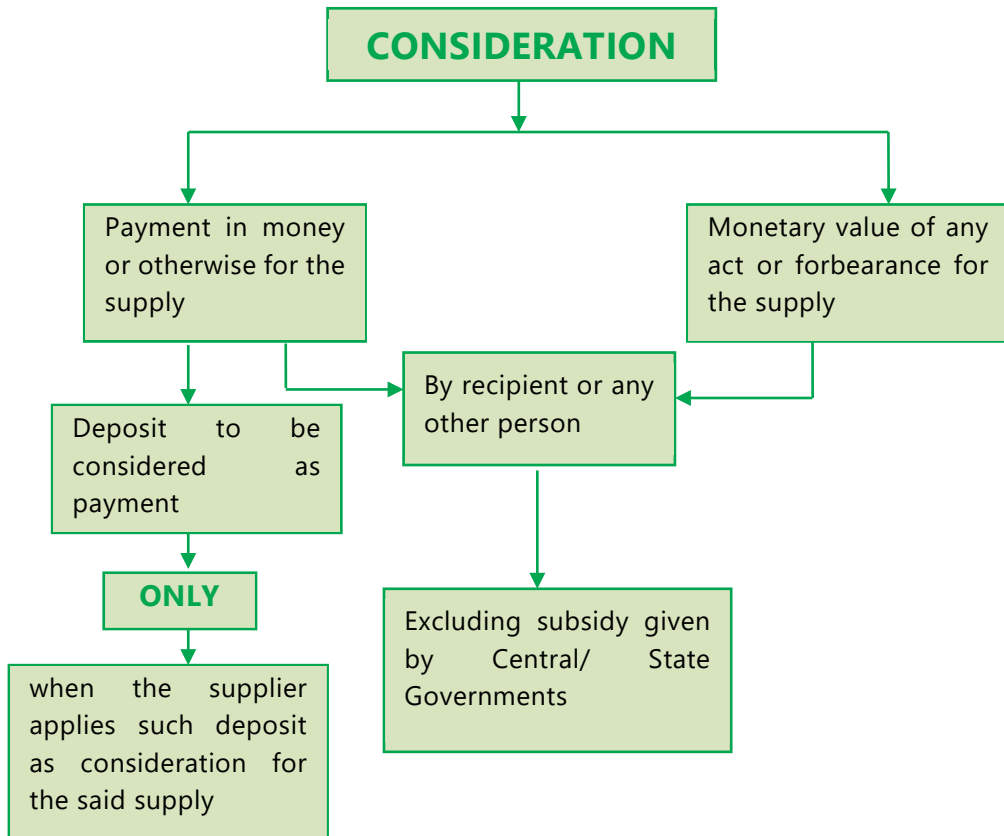 CONSIDERATION
Payment in money
or otherwise for the
supply
Monetary value of any
act or forbearance for
the supply
By recipient or any
other person
Deposit to be
considered as
payment
ONLY
Excluding subsidy given
by Central/ State
Governments
when the supplier
applies such deposit
as consideration for
the said supply